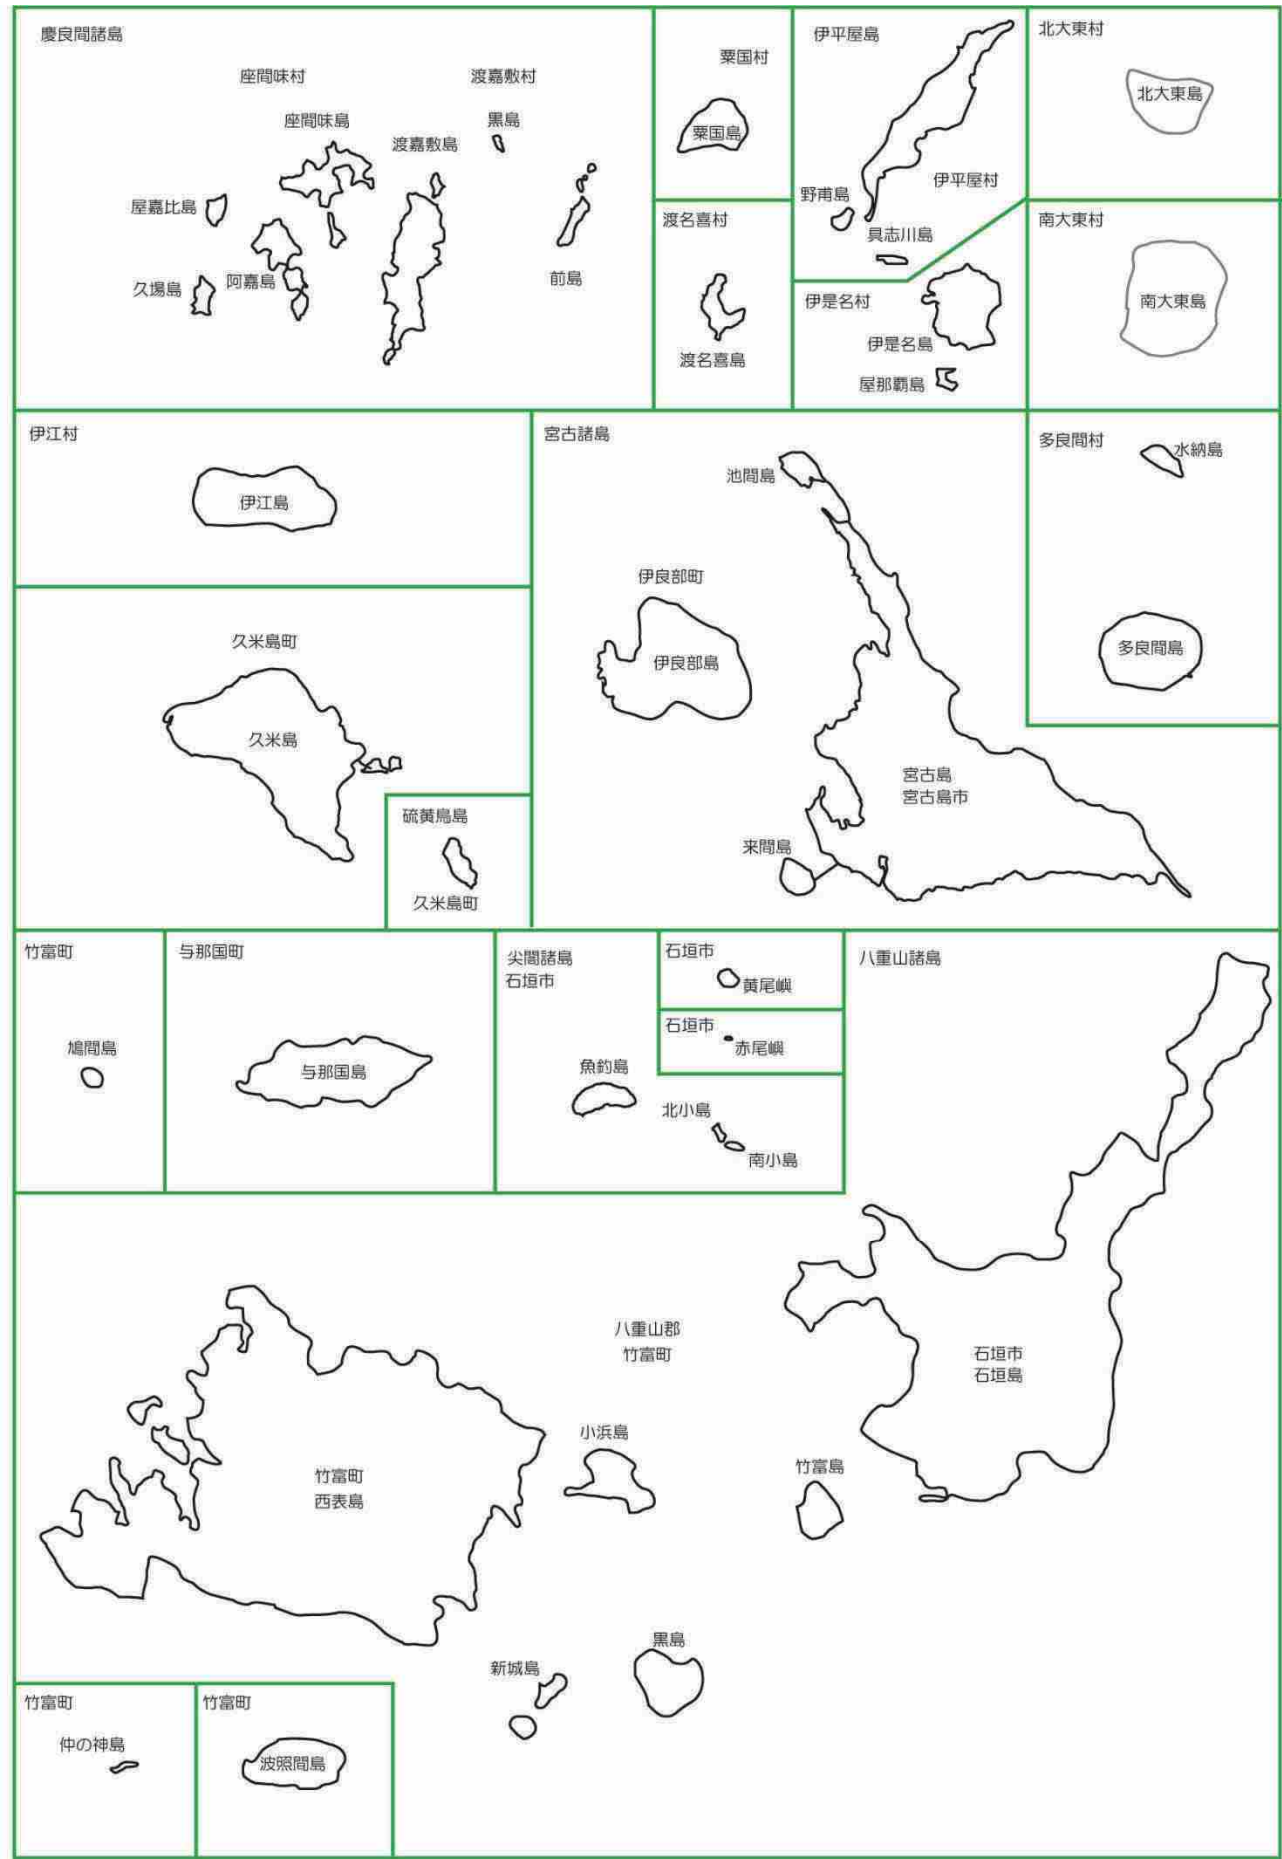 慶良間諸島
座間味村
渡嘉敷村
座間味島
渡嘉敷島
黒島
屋嘉比島
久場島
阿嘉島
前島
粟国村
粟国島
渡名喜村
渡名喜島
伊平屋島
伊平屋村
野甫島
具志川島
伊是名村
伊是名島
屋那覇島
北大東村
北大東島
南大東村
南大東島
伊江村
伊江島
久米島町
久米島
硫黄鳥島
久米島町
宮古諸島
池間島
伊良部町
伊良部島
宮古島
宮古島市
来間島
多良間村
水納島
多良間島
竹富町
鳩間島
与那国町
与那国島
尖閣諸島
石垣市
魚釣島
北小島
南小島
石垣市
黄尾嶼
石垣市
赤尾嶼
八重山諸島
八重山郡
竹富町
石垣市
石垣島
小浜島
竹富島
竹富町
西表島
新城島
黒島
竹富町
仲の神島
竹富町
波照間島